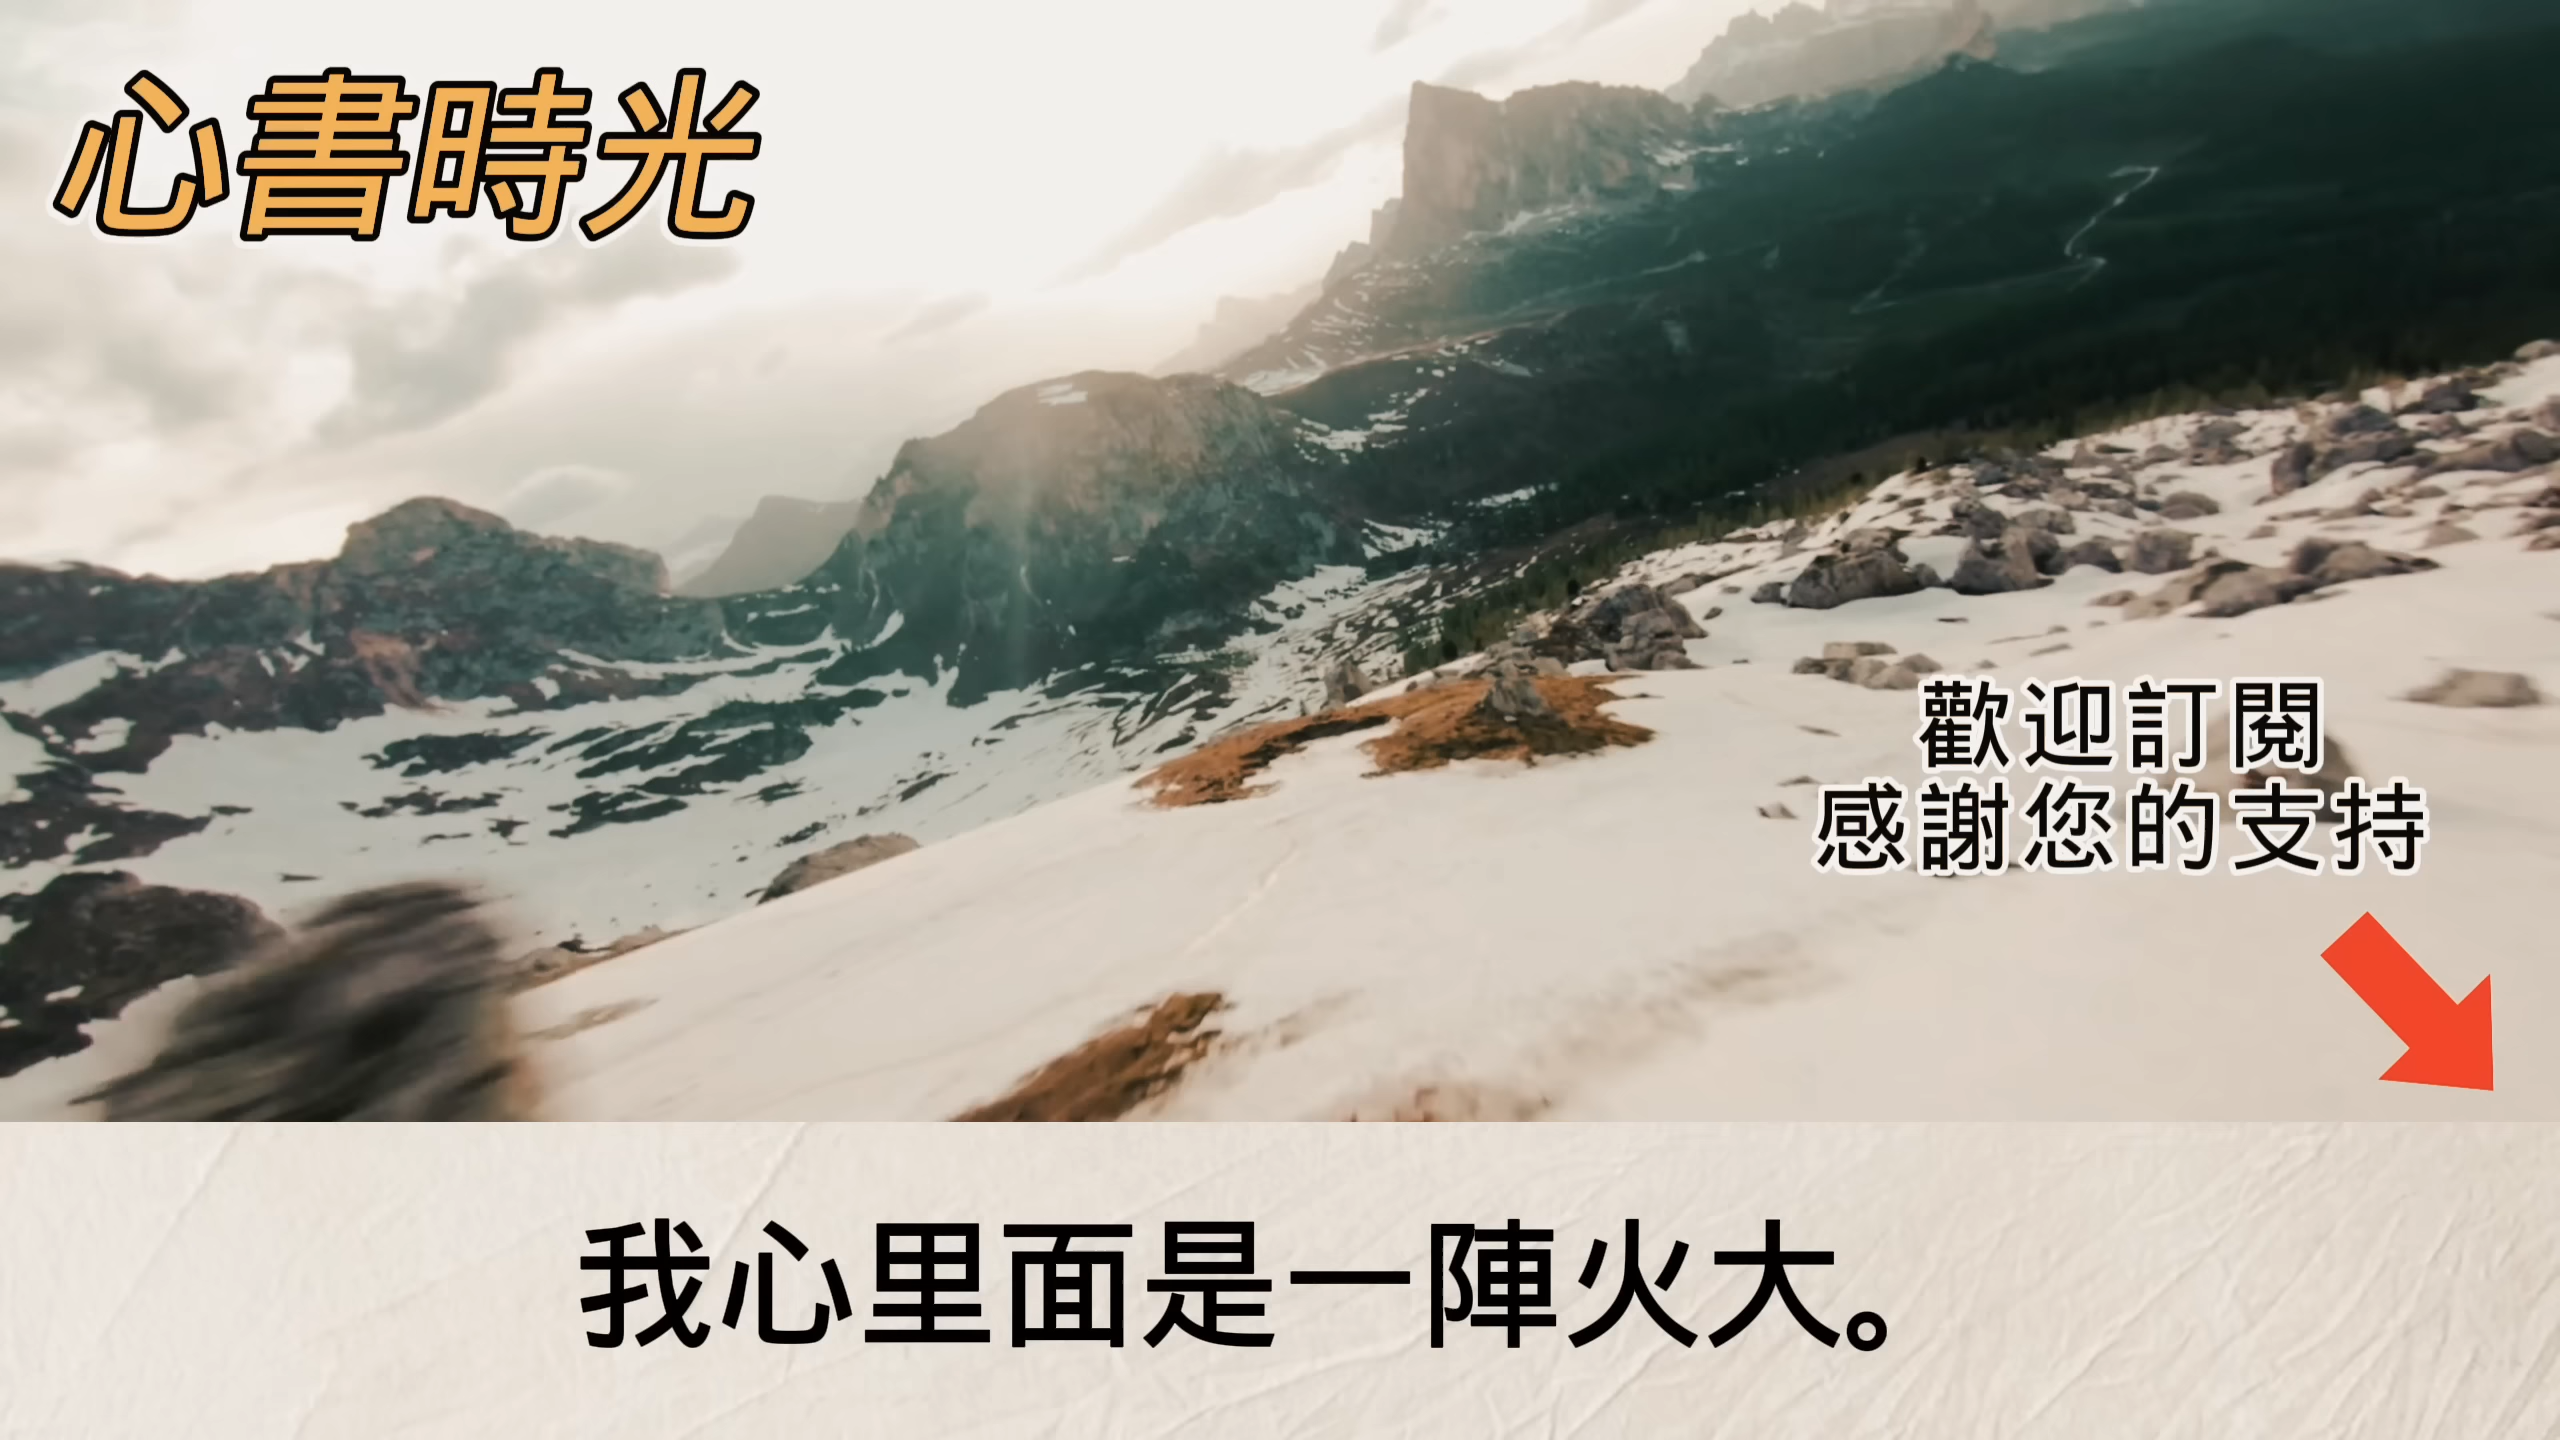 心書時光
歡迎訂閱
感謝您的支持
我心里面是一陣火大。